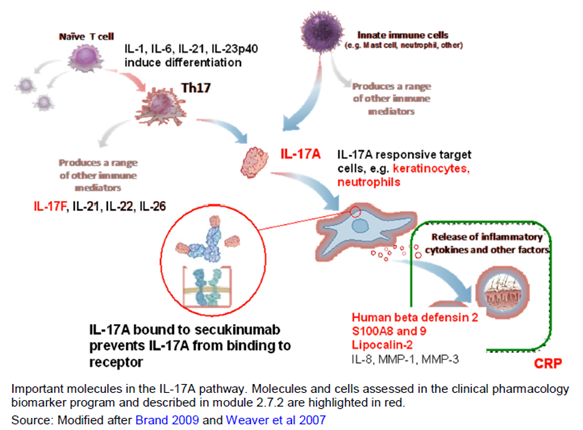 Naïve T cell
IL-1, IL-6, IL-21, IL-23p40
induce differentiation
Innate immune cells
(e.g. Mast cell, neutrophil, other)
Th17
Produces a range
of other immune
mediators
IL-17A
IL-17A responsive target
cells, e.g. keratinocytes,
neutrophils
Produces a range
of other immune
mediators
IL-17F, IL-21, IL-22, IL-26
Release of inflammatory
cytokines and other factors
Human beta defensin 2
S100A8 and 9
Lipocalin-2
IL-8, MMP-1, MMP-3
CRP
IL-17A bound to secukinumab
prevents IL-17A from binding to
receptor
Important molecules in the IL-17A pathway. Molecules and cells assessed in the clinical pharmacology
biomarker program and described in module 2.7.2 are highlighted in red.
Source: Modified after Brand 2009 and Weaver et al 2007